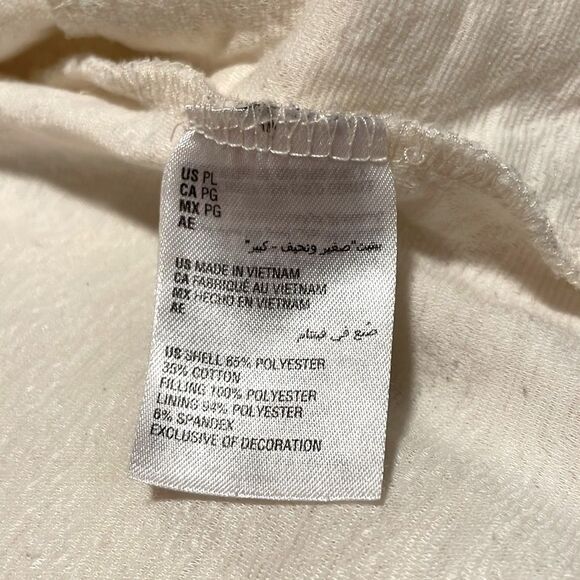 US PL
CA PG
MX PG
AE
بيتيت "صغير ونحيف - كبير"
US MADE IN VIETNAM
CA FABRIQUÉ AU VIETNAM
MX HECHO EN VIETNAM
AE
صُنع في فيتنام
US SHELL 65% POLYESTER
35% COTTON
FILLING 100% POLYESTER
LINING 94% POLYESTER
6% SPANDEX
EXCLUSIVE OF DECORATION